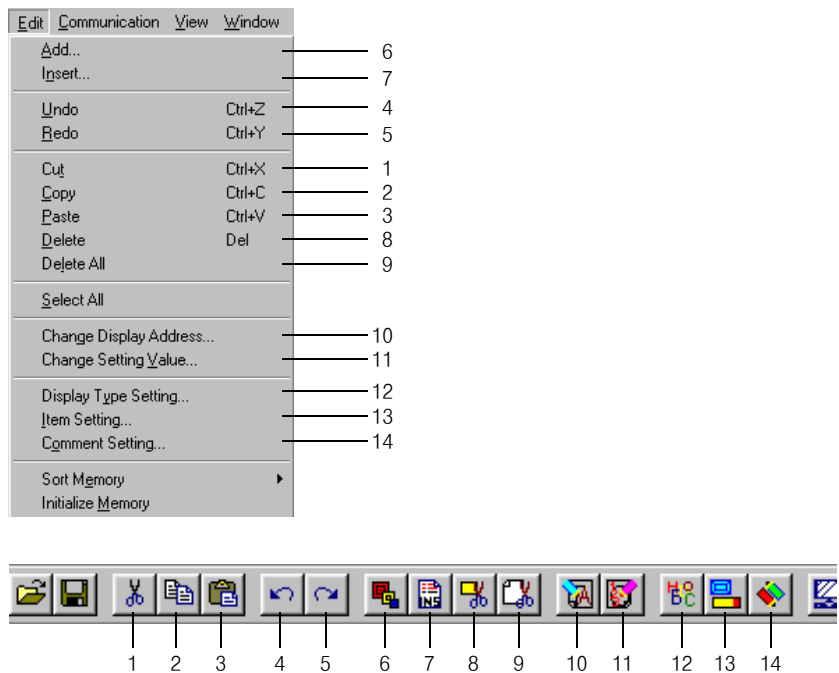 Edit Communication View Window
Add... 6
Insert... 7
Undo Ctrl+Z 4
Redo Ctrl+Y 5
Cut Ctrl+X 1
Copy Ctrl+C 2
Paste Ctrl+V 3
Delete Del 8
Delete All 9
Select All
Change Display Address... 10
Change Setting Value... 11
Display Type Setting... 12
Item Setting... 13
Comment Setting... 14
Sort Memory
Initialize Memory
INS A HO BC
1 2 3 4 5 6 7 8 9 10 11 12 13 14